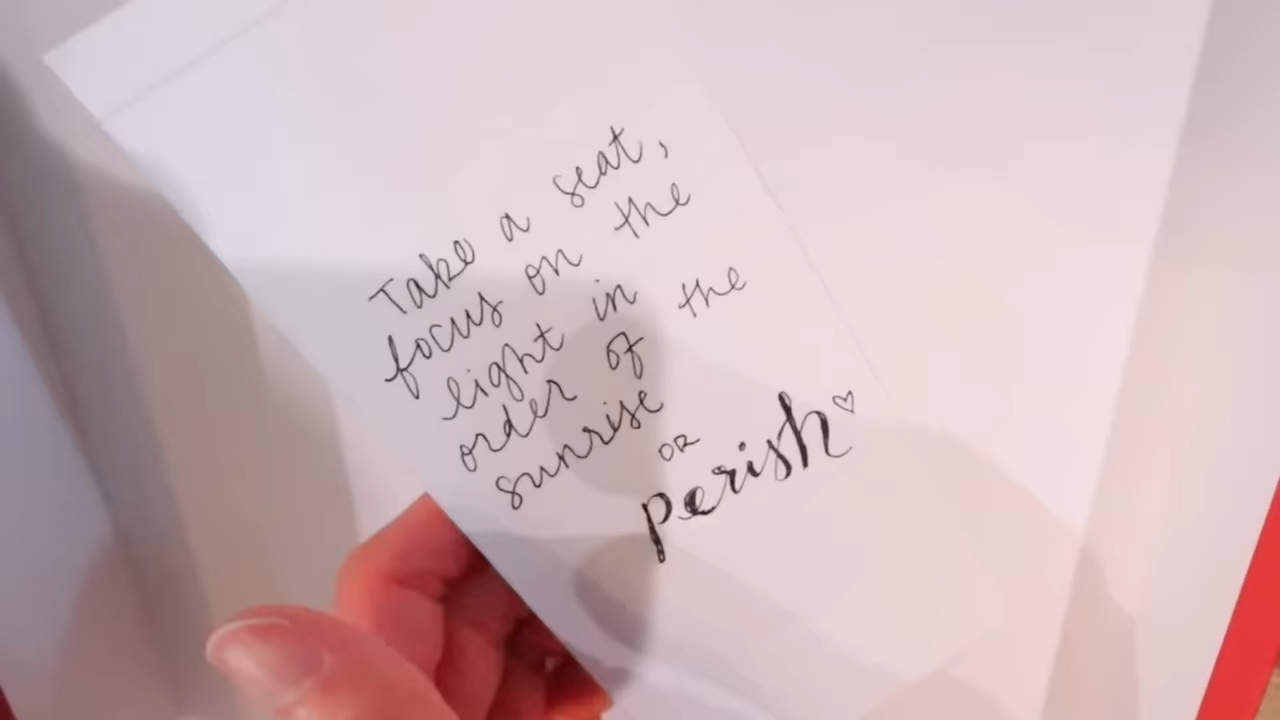 Take a seat,
focus on the
light in
order of the
sunrise
OR
perish♡